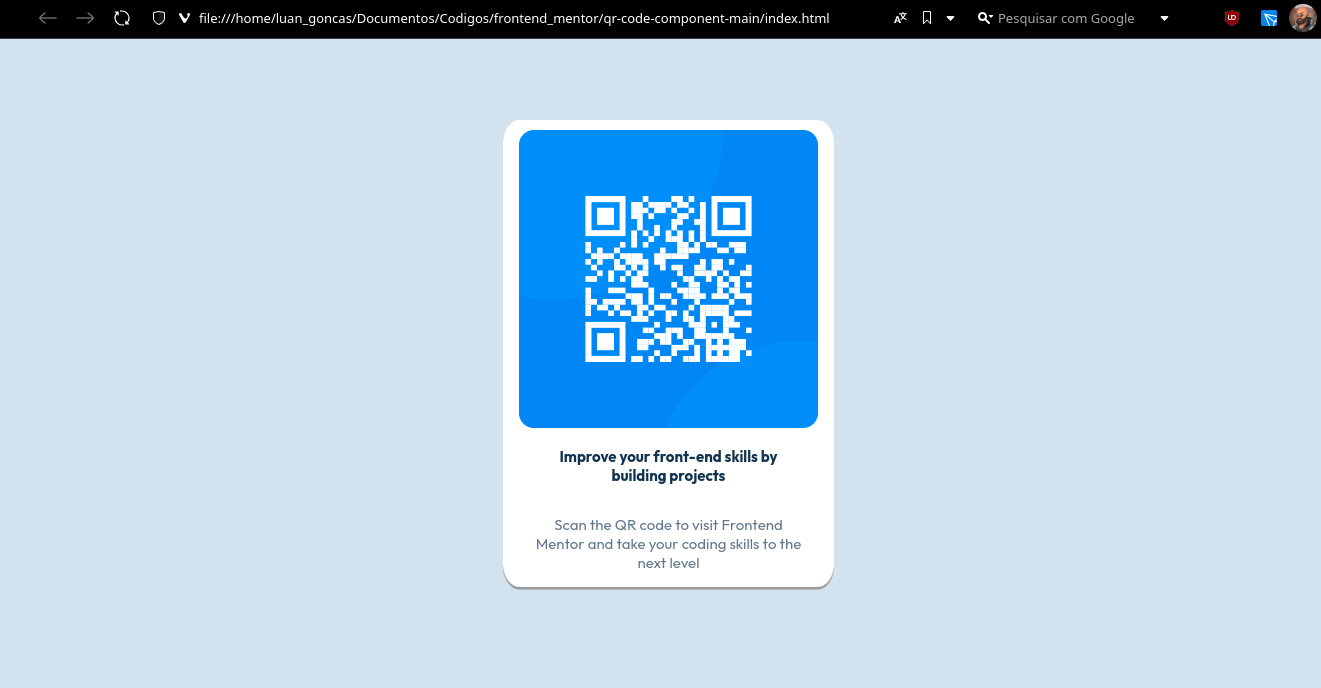 file:///home/luan_goncas/Documentos/Codigos/frontend_mentor/qr-code-component-main/index.html
Pesquisar com Google
Improve your front-end skills by
building projects
Scan the QR code to visit Frontend
Mentor and take your coding skills to the
next level